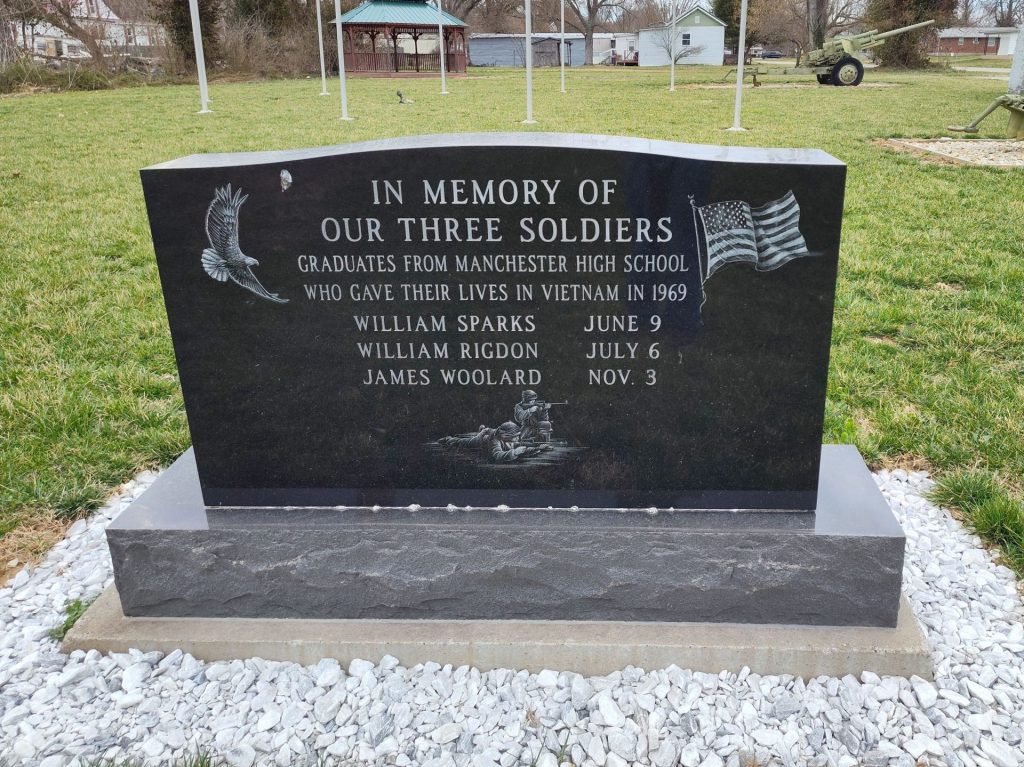 IN MEMORY OF
OUR THREE SOLDIERS
GRADUATES FROM MANCHESTER HIGH SCHOOL
WHO GAVE THEIR LIVES IN VIETNAM IN 1969
WILLIAM SPARKS JUNE 9
WILLIAM RIGDON JULY 6
JAMES WOOLARD NOV. 3